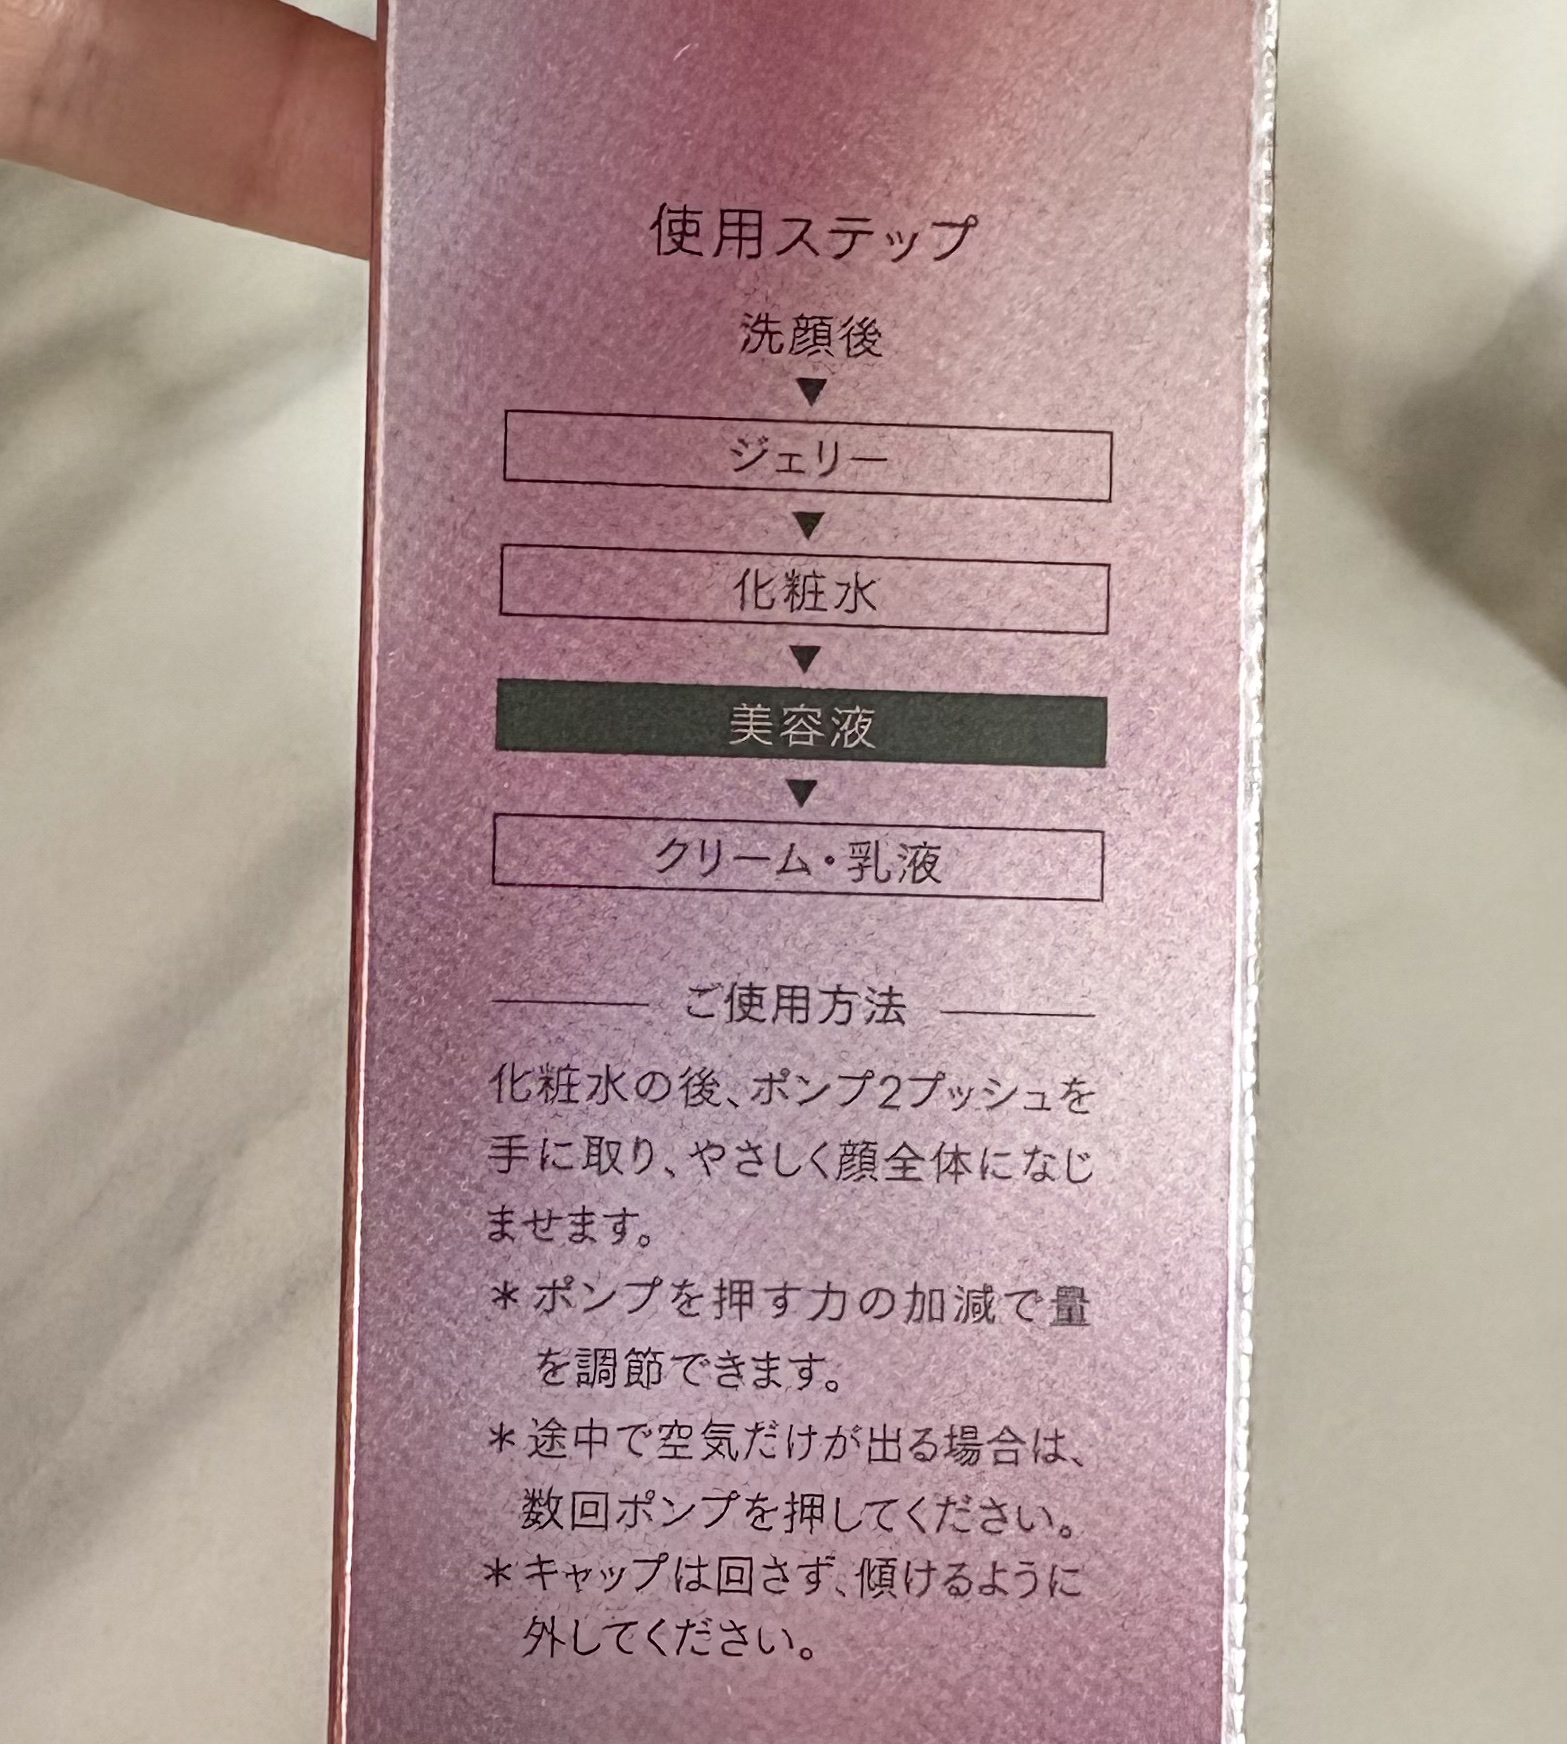 使用ステップ
洗顔後
▼
ジェリー
▼
化粧水
▼
美容液
▼
クリーム・乳液
ご使用方法
化粧水の後、ポンプ2プッシュを
手に取り、やさしく顔全体になじ
ませます。
＊ポンプを押す力の加減で量
を調節できます。
＊途中で空気だけが出る場合は、
数回ポンプを押してください。
＊キャップは回さず、傾けるように
外してください。